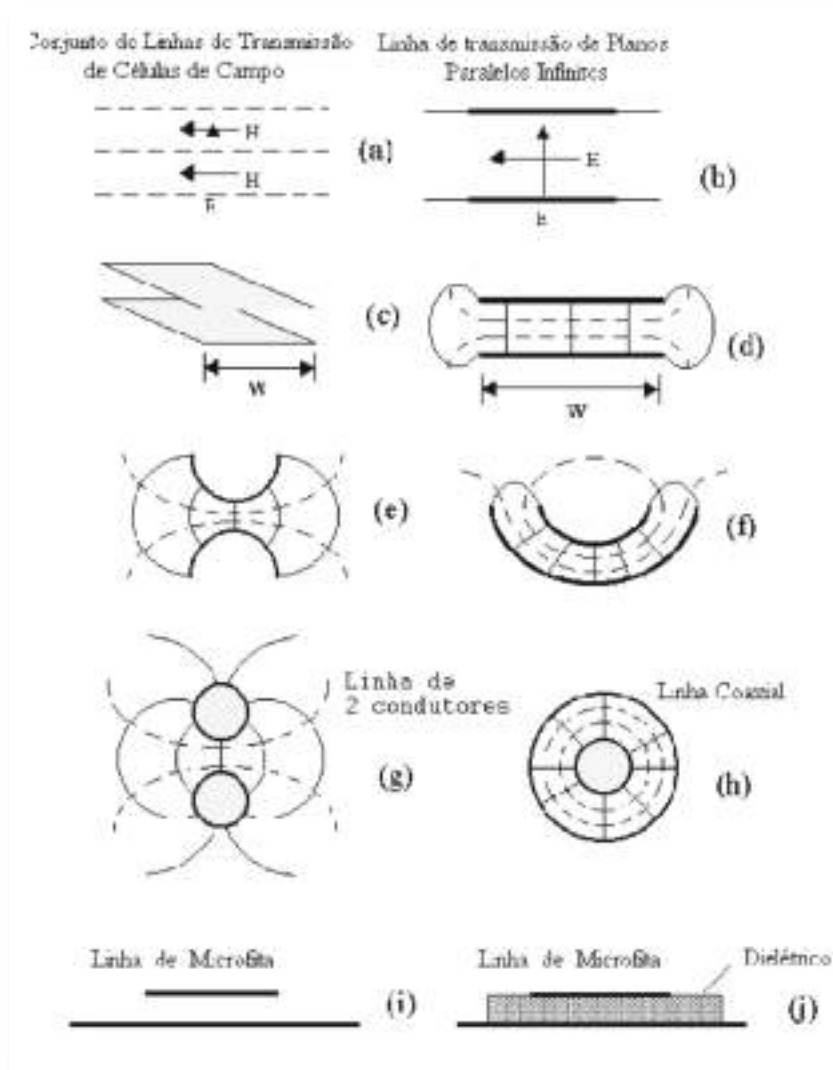 Conjunto de Linhas de Transmissão
de Células de Campo
Linha de transmissão de Planos
Paralelos Infinitos
H
H
E
(a)
E
E
(b)
(c)
W
(d)
W
(e)
(f)
Linha de
2 condutores
(g)
Linha Coaxial
(h)
Linha de Microfita
(i)
Linha de Microfita
Dielétrico
(j)